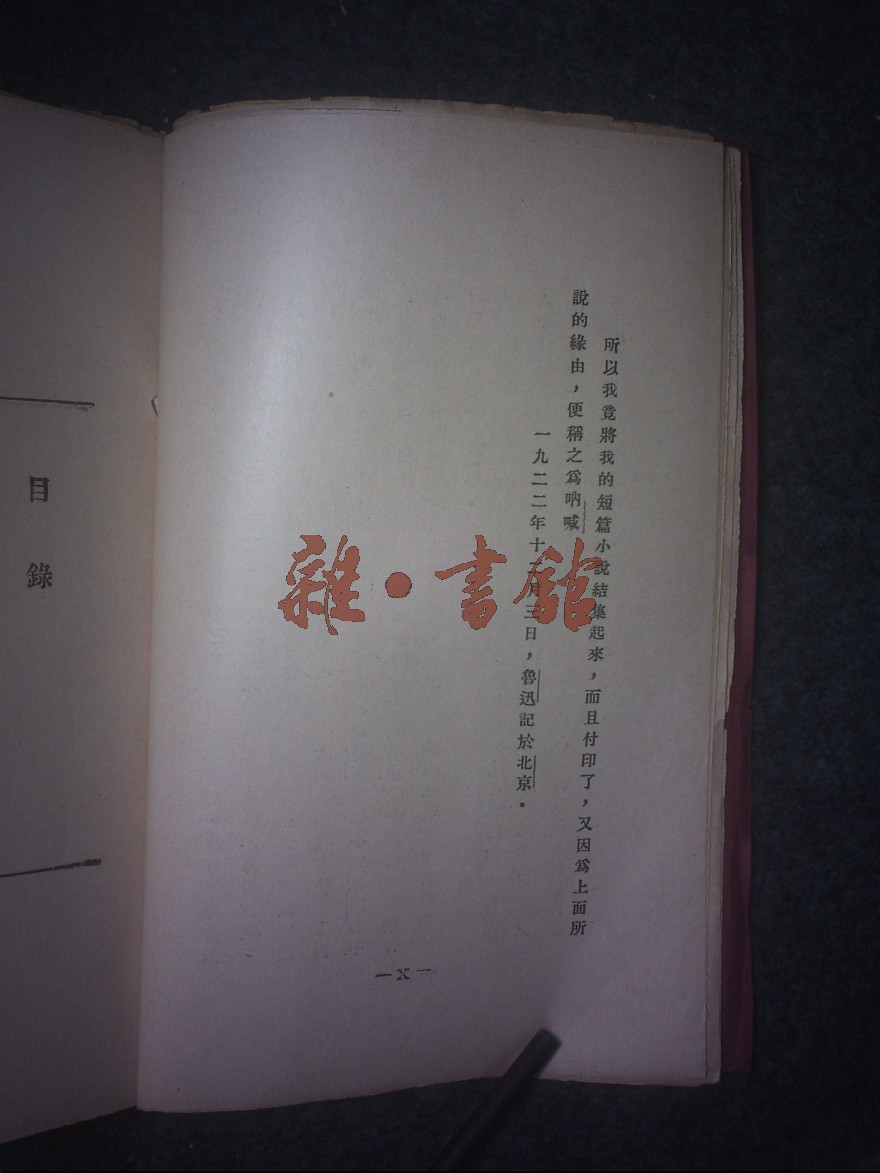 所以我竟將我的短篇小說結集起來，而且付印了，又因爲上面所
說的緣由，便稱之爲吶喊
一九二二年十二月三日，魯迅記於北京．
—X—
目錄
雜●書館